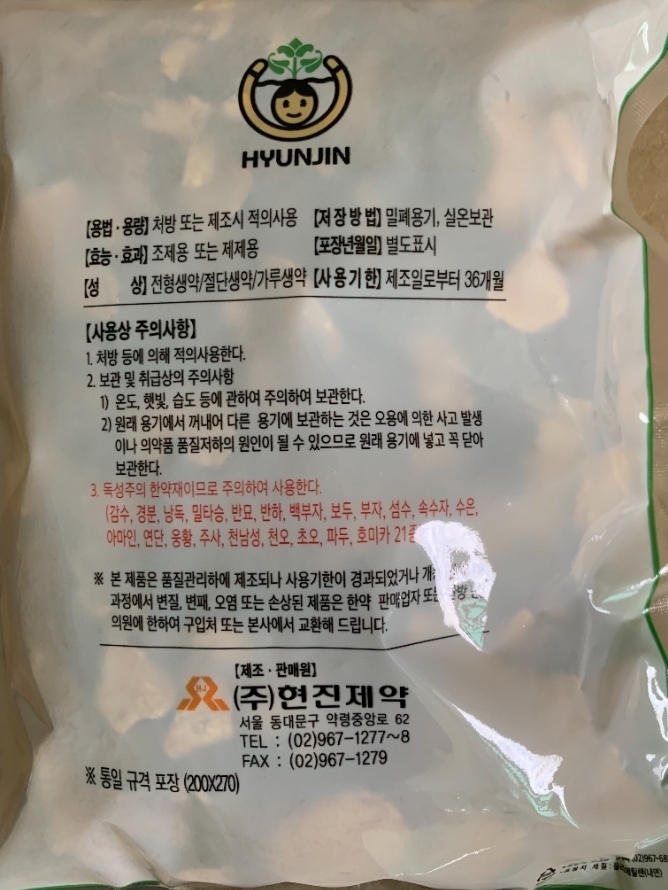 HYUNJIN
【용법·용량】 처방 또는 제조시 적의사용 【저장방법】 밀폐용기, 실온보관
【효능·효과】 조제용 또는 제제용 【포장년월일】 별도표시
【성 상】 전형생약/절단생약/가루생약 【사용기한】 제조일로부터 36개월
【사용상 주의사항】
1. 처방 등에 의해 적의사용한다.
2. 보관 및 취급상의 주의사항
1) 온도, 햇빛, 습도 등에 관하여 주의하여 보관한다.
2) 원래 용기에서 꺼내어 다른 용기에 보관하는 것은 오용에 의한 사고 발생
이나 의약품 품질저하의 원인이 될 수 있으므로 원래 용기에 넣고 꼭 닫아
보관한다.
3. 독성주의 한약재이므로 주의하여 사용한다.
(감수, 경분, 낭독, 밀타승, 반묘, 반하, 백부자, 보두, 부자, 섬수, 속수자, 수은,
아마인, 연단, 웅황, 주사, 천남성, 천오, 초오, 파두, 호미카 21종
※ 본 제품은 품질관리하에 제조되나 사용기한이 경과되었거나
과정에서 변질, 변패, 오염 또는 손상된 제품은 한약 판매업자 또는
의원에 한하여 구입처 또는 본사에서 교환해 드립니다.
【제조·판매원】
(주)현진제약
서울 동대문구 약령중앙로 62
TEL : (02)967-1277~8
FAX : (02)967-1279
※ 통일 규격 포장 (200X270)